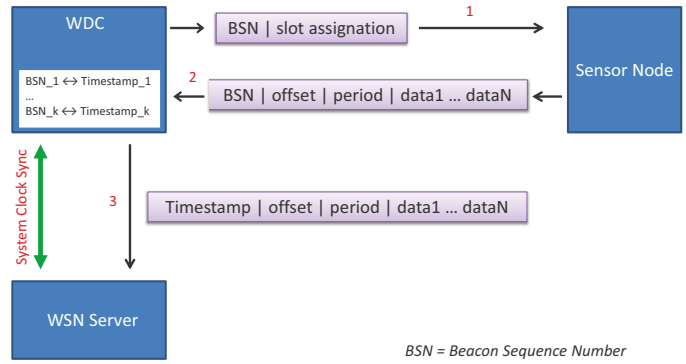 WDC
BSN | slot assignation
1
Sensor Node
BSN_1 ↔ Timestamp_1
...
BSN_k ↔ Timestamp_k
2
BSN | offset | period | data1 ... dataN
System Clock Sync
3
Timestamp | offset | period | data1 ... dataN
WSN Server
BSN = Beacon Sequence Number